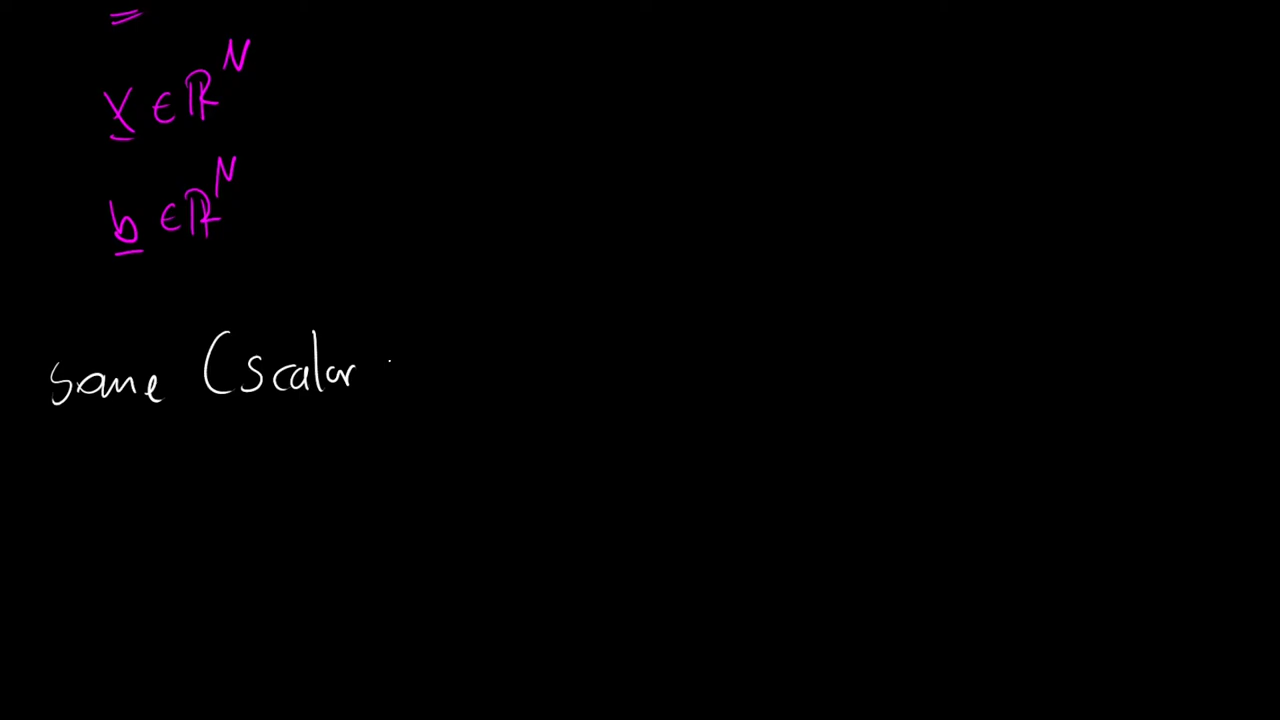 x ∈ ℝ^N
b ∈ ℝ^N
some (scalar